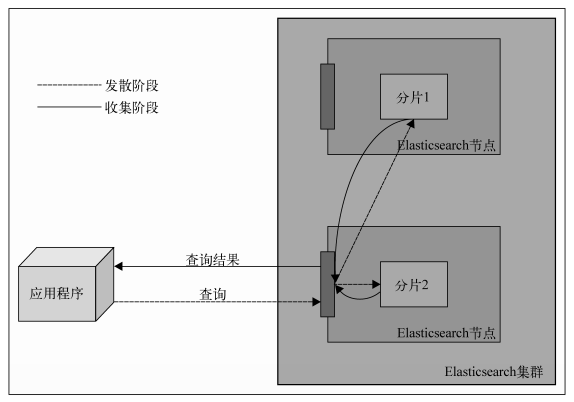 发散阶段
收集阶段
分片1
Elasticsearch节点
查询结果
应用程序
查询
分片2
Elasticsearch节点
Elasticsearch集群